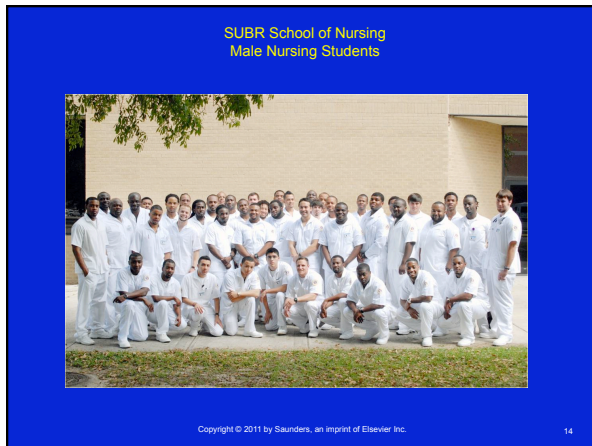 SUBR School of Nursing
Male Nursing Students
Copyright © 2011 by Saunders, an imprint of Elsevier Inc.
14